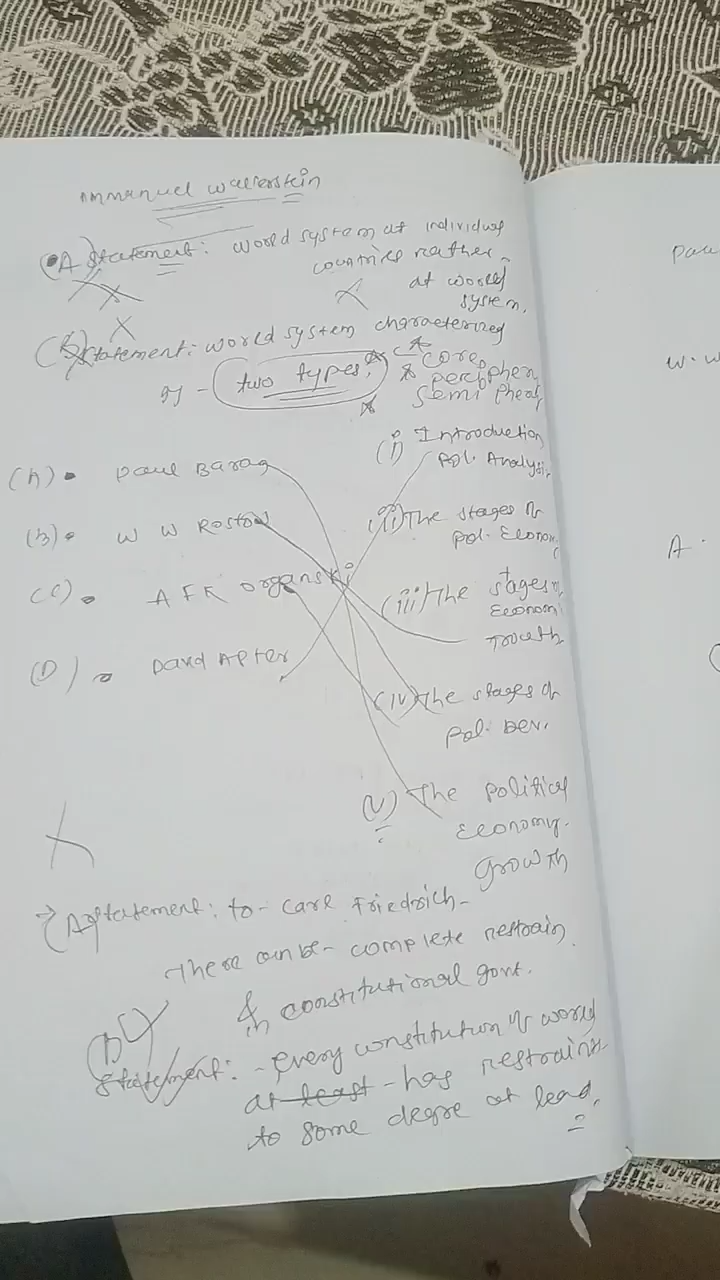 Immanuel Wallerstein
(A) Statement: World system at individual
countries rather
at world
system.
(B) Statement: world system characterized
by - two types. core
periphery
semi
(i) Introduction
Pol. Analysis
(A) Paul Baran
(ii) The stages of
Pol. Econom
(B) W W Rostow
(iii) The stages of
Economi
(C) AFK Organski
Growth
(D) David Apter
(iv) The stages of
Pol. Dev.
(v) The Political
Economy.
Growth
(A) Statement: to - Carl Friedrich -
There can be - complete restrain
constitutional govt.
(B)
Statement: - Every constitution of world
at least - has restrains
to some degre at least.
Paul
W. W
A.